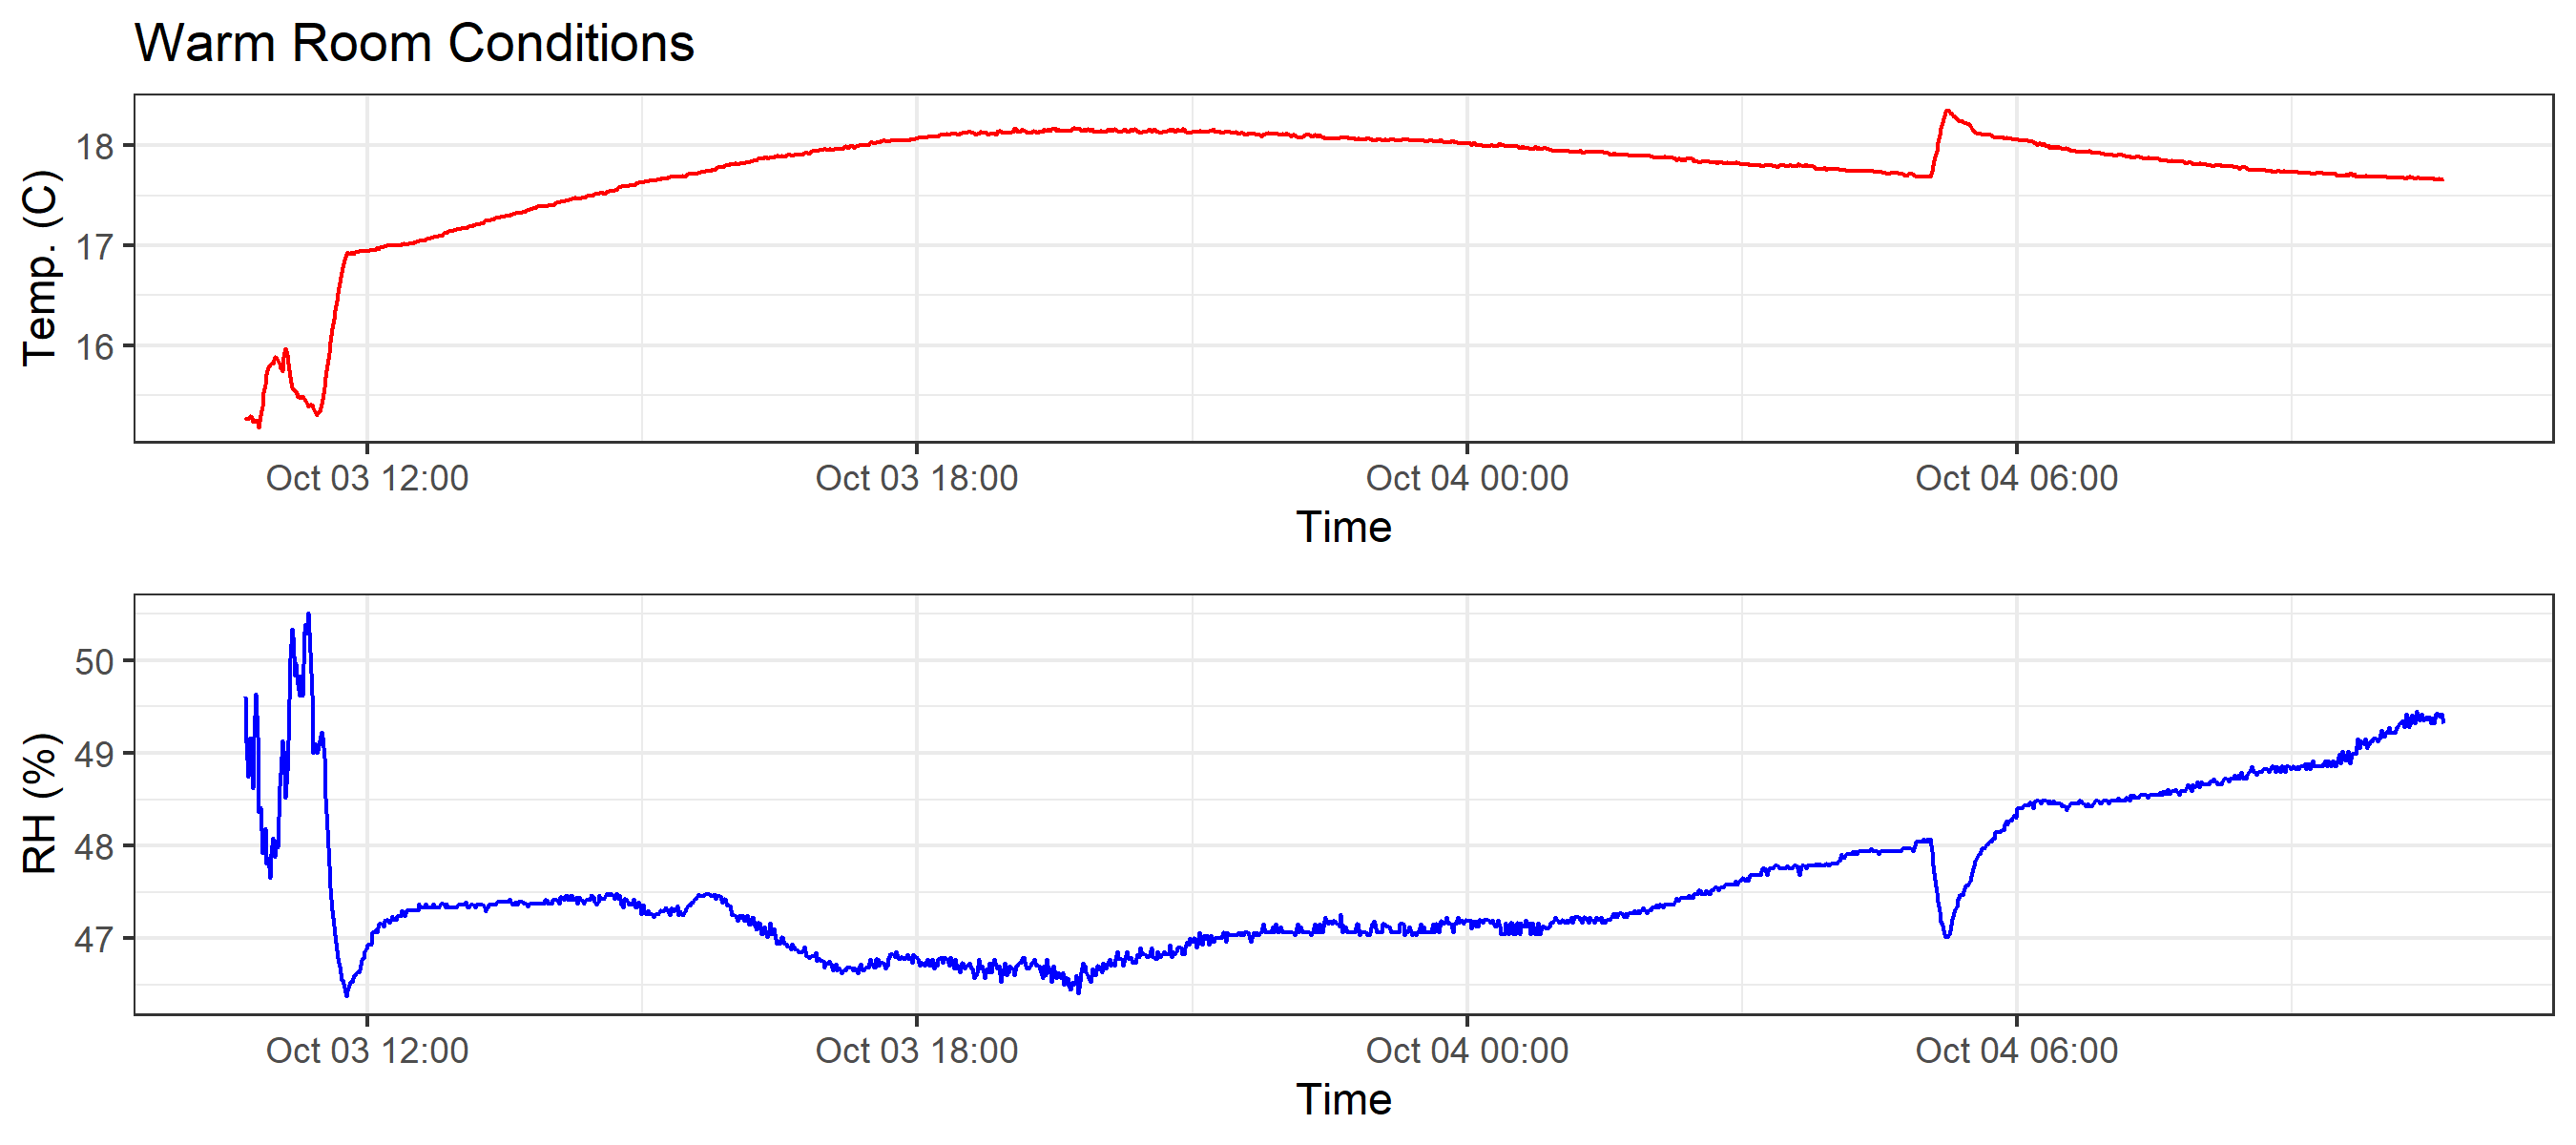 Warm Room Conditions
Temp. (C)
18
17
16
Oct 03 12:00 Oct 03 18:00 Oct 04 00:00 Oct 04 06:00
Time
RH (%)
50
49
48
47
Oct 03 12:00 Oct 03 18:00 Oct 04 00:00 Oct 04 06:00
Time